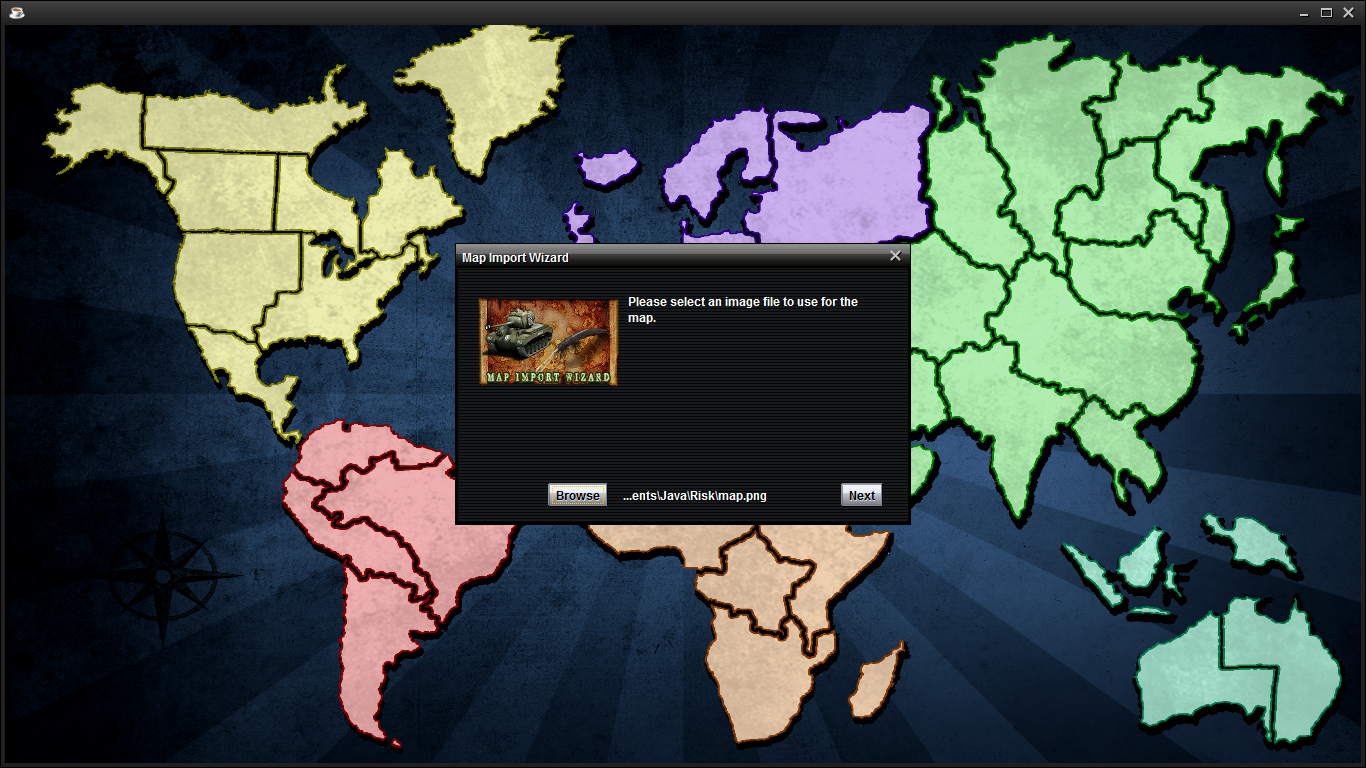 Map Import Wizard
Please select an image file to use for the
map.
MAP IMPORT WIZARD
Browse
...ents\Java\Risk\map.png
Next